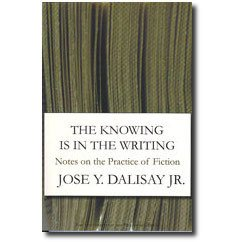 THE KNOWING
IS IN THE WRITING
Notes on the Practice of Fiction
JOSE Y. DALISAY JR.